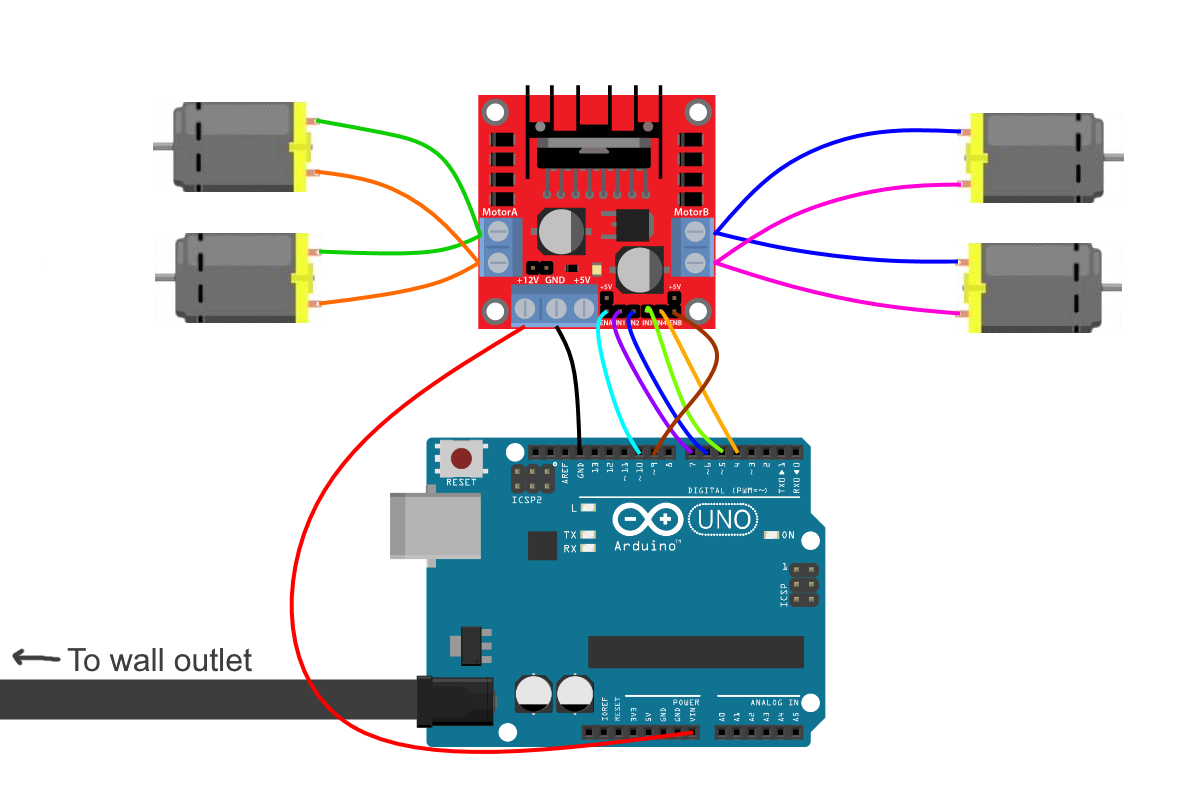 MotorA
MotorB
+12V GND +5V
+5V
+5V
ENA IN1 IN2 IN3 IN4 ENB
RESET
ICSP2
AREF
GND
13
12
~11
~10
~9
8
7
~6
~5
4
~3
2
TX0►1
RX0◄0
DIGITAL (PWM=~)
L
TX
RX
Arduino™
UNO
ON
1
ICSP
To wall outlet
IOREF
RESET
3V3
5V
GND
GND
VIN
POWER
ANALOG IN
A0
A1
A2
A3
A4
A5